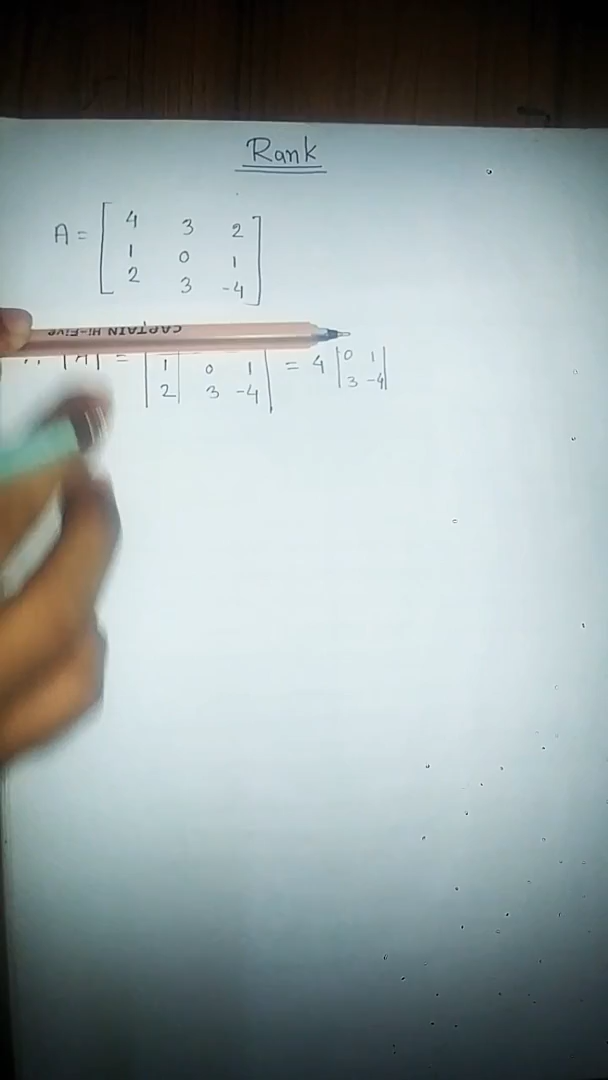 Rank
A = [ 4 3 2
1 0 1
2 3 -4 ]
CAPTAIN Hi-Five
|A| = | 1 0 1 | = 4 | 0 1 |
| 2 3 -4 | | 3 -4 |